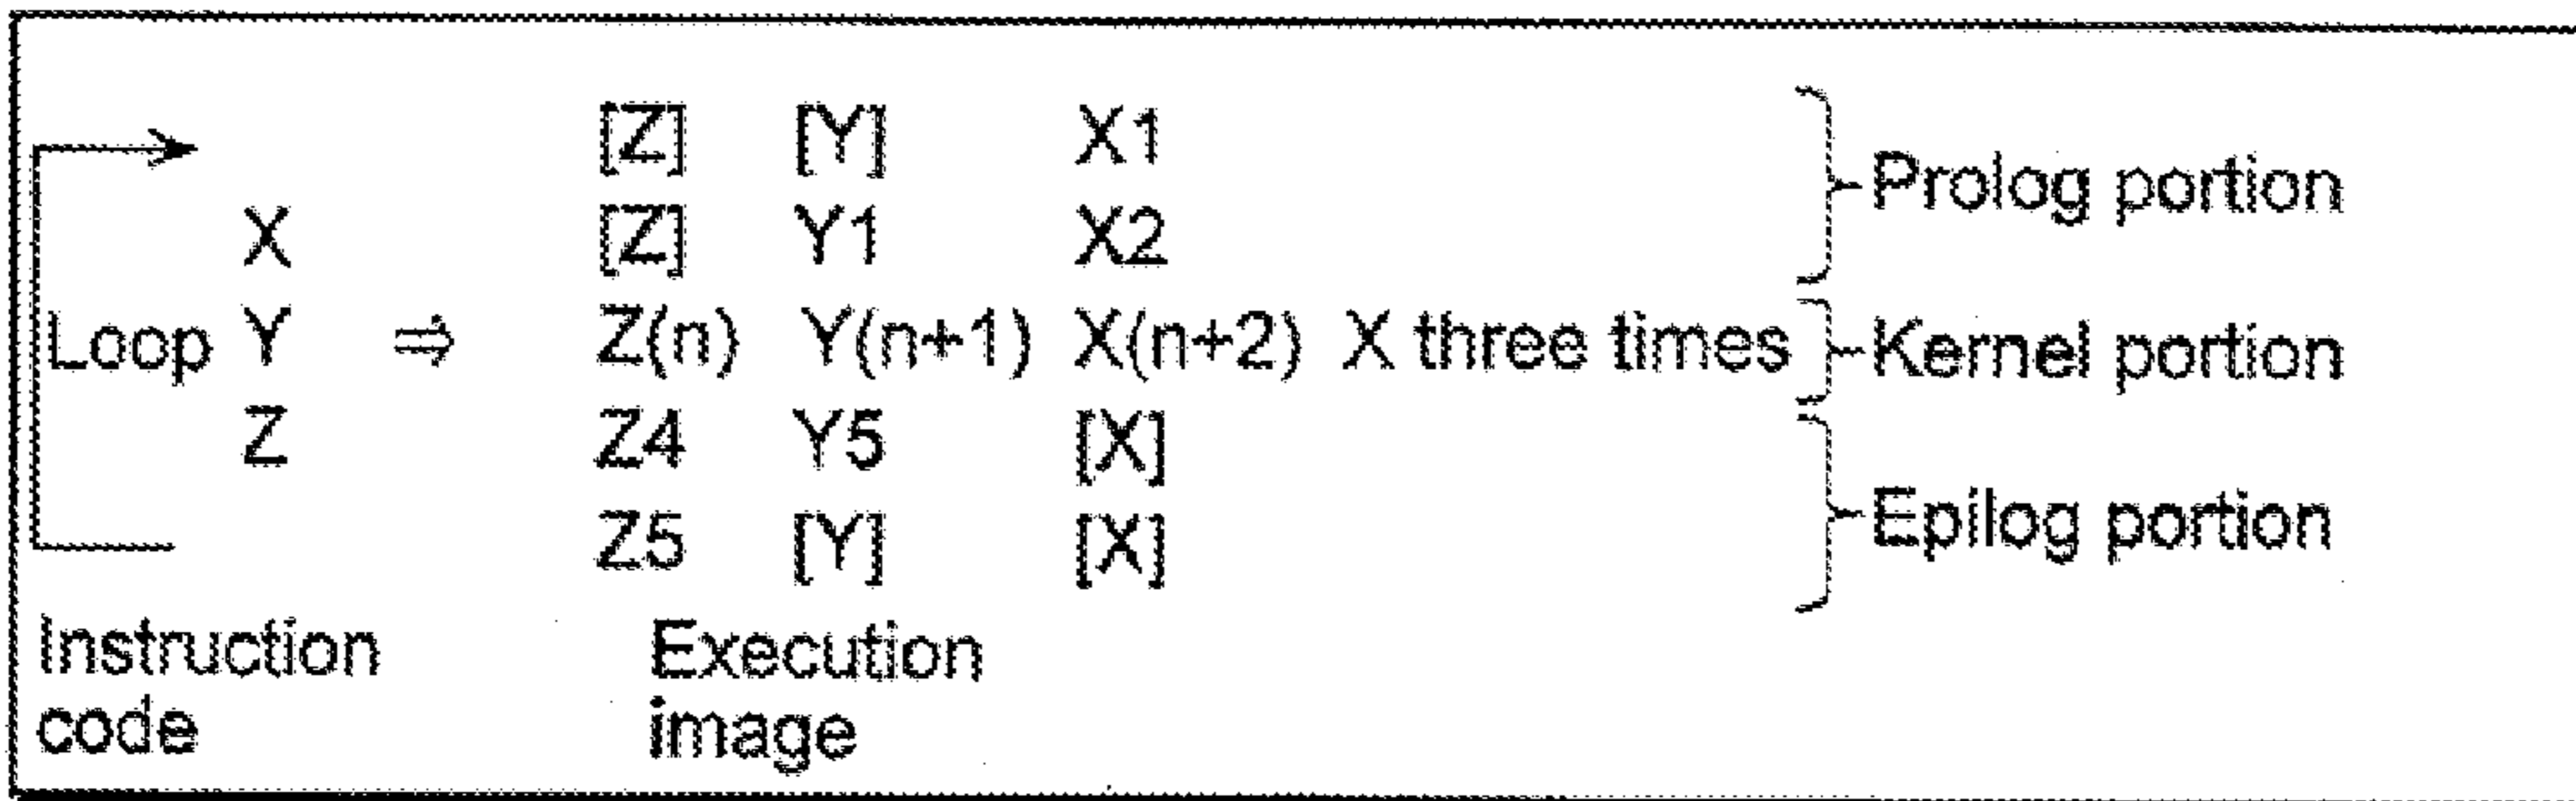 [Z] [Y] X1
X [Z] Y1 X2
Prolog portion
Loop Y ⇒ Z(n) Y(n+1) X(n+2) X three times
Kernel portion
Z Z4 Y5 [X]
Z5 [Y] [X]
Epilog portion
Instruction
code
Execution
image